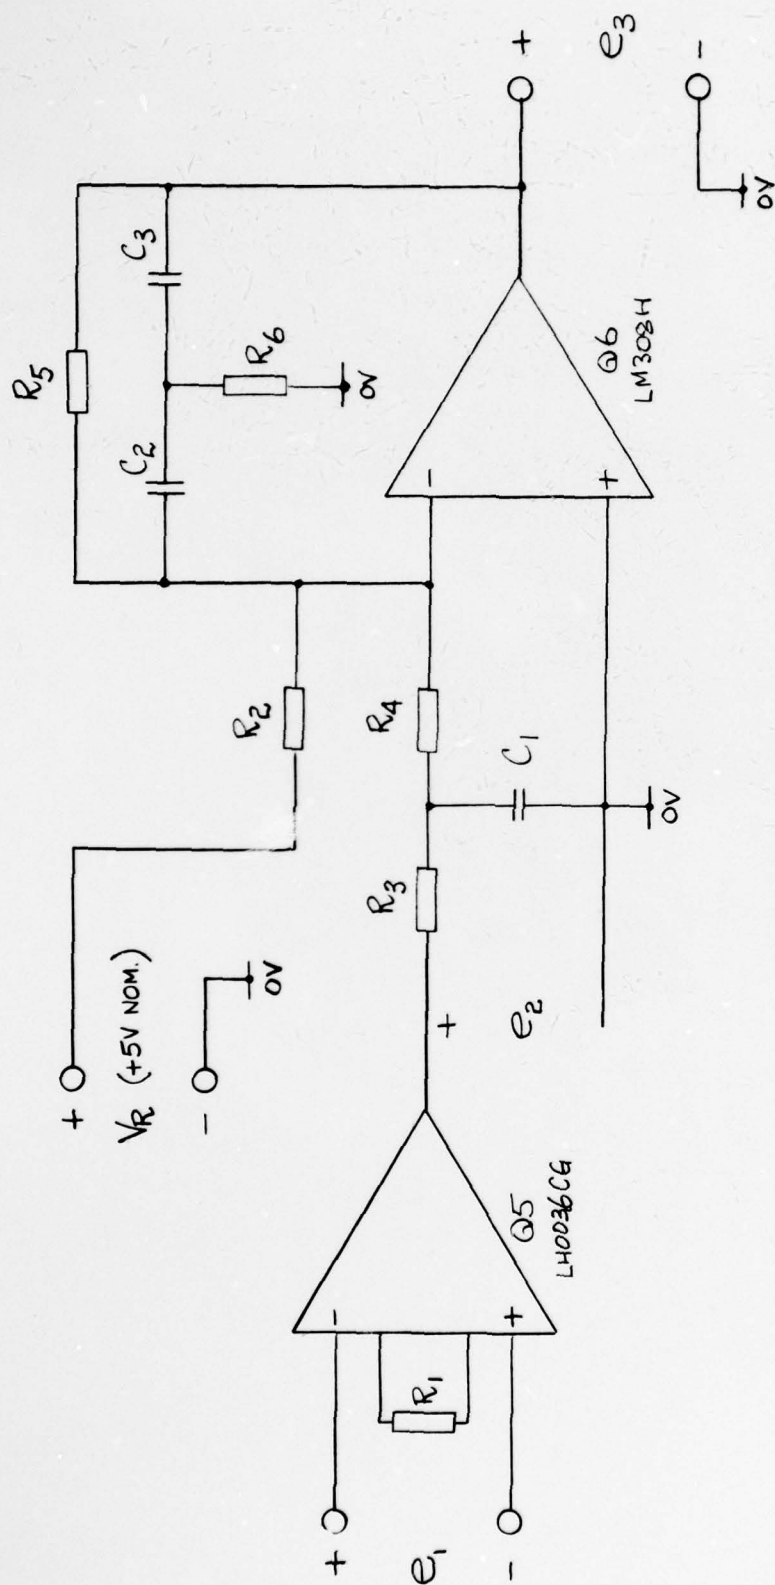 +
e1
-
R1
-
+
Q5
LH0036CG
+
VR (+5V NOM.)
-
0V
+
e2
R3
R2
R4
C1
0V
R5
C2
C3
R6
0V
-
+
Q6
LM308H
+
e3
-
0V